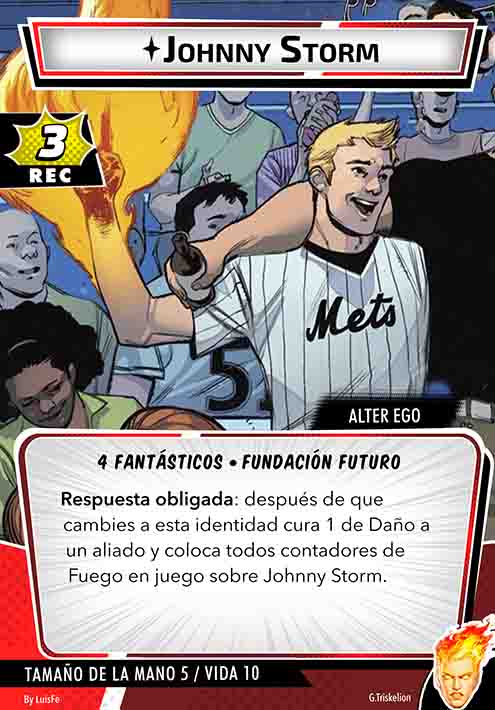 Johnny Storm
3
REC
Mets
5
ALTER EGO
4 FANTÁSTICOS • FUNDACIÓN FUTURO
Respuesta obligada: después de que
cambies a esta identidad cura 1 de Daño a
un aliado y coloca todos contadores de
Fuego en juego sobre Johnny Storm.
TAMAÑO DE LA MANO 5 / VIDA 10
By LuisFe
G.Triskelion